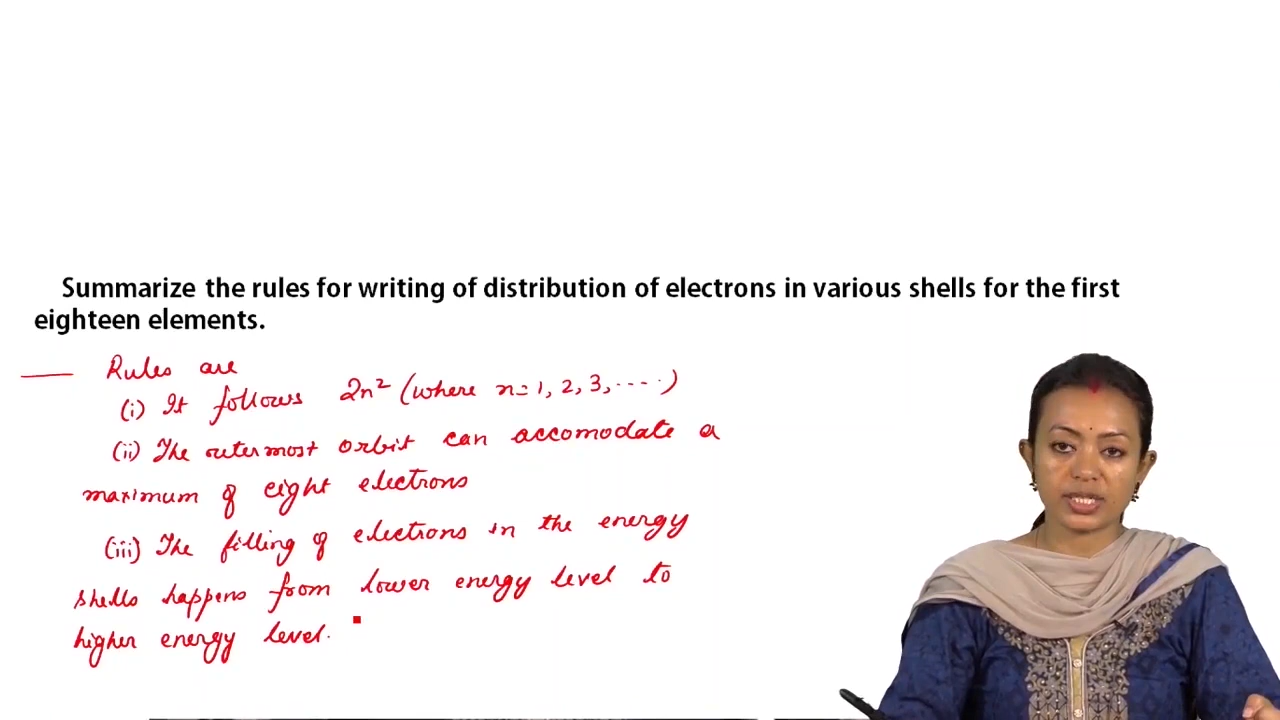 Summarize the rules for writing of distribution of electrons in various shells for the first
eighteen elements.
Rules are
(i) It follows 2n² (where n=1, 2, 3, .....)
(ii) The outermost orbit can accomodate a
maximum of eight electrons
(iii) The filling of electrons in the energy
shells happens from lower energy level to
higher energy level.